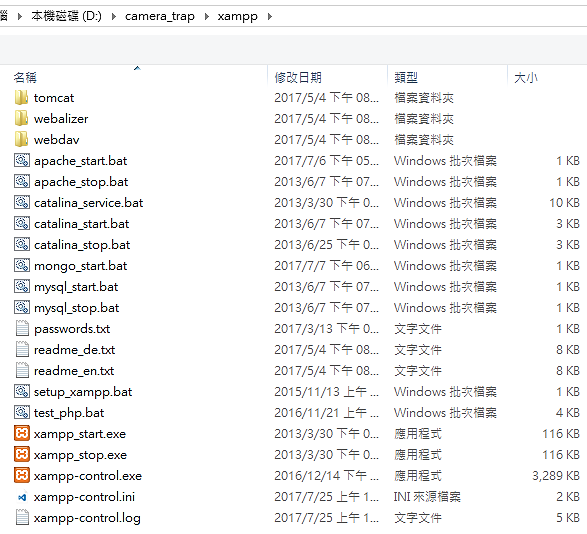 腦 本機磁碟 (D:) camera_trap xampp
名稱 修改日期 類型 大小
tomcat 2017/5/4 下午 08... 檔案資料夾
webalizer 2017/5/4 下午 08... 檔案資料夾
webdav 2017/5/4 下午 08... 檔案資料夾
apache_start.bat 2017/7/6 下午 05... Windows 批次檔案 1 KB
apache_stop.bat 2013/6/7 下午 07... Windows 批次檔案 1 KB
catalina_service.bat 2013/3/30 下午 0... Windows 批次檔案 10 KB
catalina_start.bat 2013/6/7 下午 07... Windows 批次檔案 3 KB
catalina_stop.bat 2013/6/25 下午 0... Windows 批次檔案 3 KB
mongo_start.bat 2017/7/7 下午 06... Windows 批次檔案 1 KB
mysql_start.bat 2013/6/7 下午 07... Windows 批次檔案 1 KB
mysql_stop.bat 2013/6/7 下午 07... Windows 批次檔案 1 KB
passwords.txt 2017/3/13 下午 0... 文字文件 1 KB
readme_de.txt 2017/5/4 下午 08... 文字文件 8 KB
readme_en.txt 2017/5/4 下午 08... 文字文件 8 KB
setup_xampp.bat 2015/11/13 上午 ... Windows 批次檔案 1 KB
test_php.bat 2016/11/21 上午 ... Windows 批次檔案 4 KB
xampp_start.exe 2013/3/30 下午 0... 應用程式 116 KB
xampp_stop.exe 2013/3/30 下午 0... 應用程式 116 KB
xampp-control.exe 2016/12/14 下午 ... 應用程式 3,289 KB
xampp-control.ini 2017/7/25 上午 1... INI 來源檔案 2 KB
xampp-control.log 2017/7/25 上午 1... 文字文件 5 KB